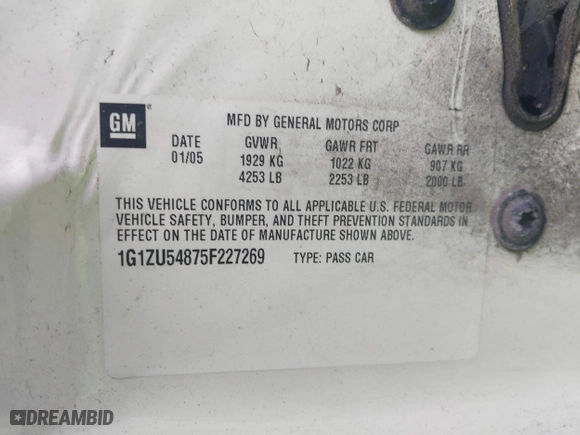 GM
MFD BY GENERAL MOTORS CORP
DATE GVWR GAWR FRT GAWR RR
01/05 1929 KG 1022 KG 907 KG
4253 LB 2253 LB 2000 LB
THIS VEHICLE CONFORMS TO ALL APPLICABLE U.S. FEDERAL MOTOR
VEHICLE SAFETY, BUMPER, AND THEFT PREVENTION STANDARDS IN
EFFECT ON THE DATE OF MANUFACTURE SHOWN ABOVE.
1G1ZU54875F227269 TYPE: PASS CAR
DREAMBID